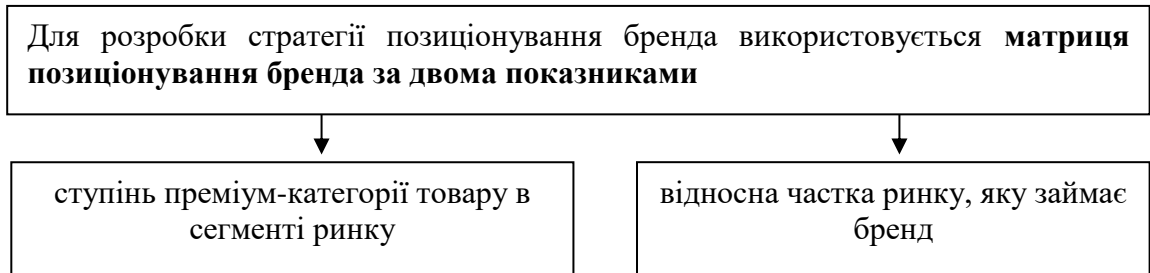 Для розробки стратегії позиціонування бренда використовується матриця
позиціонування бренда за двома показниками
ступінь преміум-категорії товару в
сегменті ринку
відносна частка ринку, яку займає
бренд